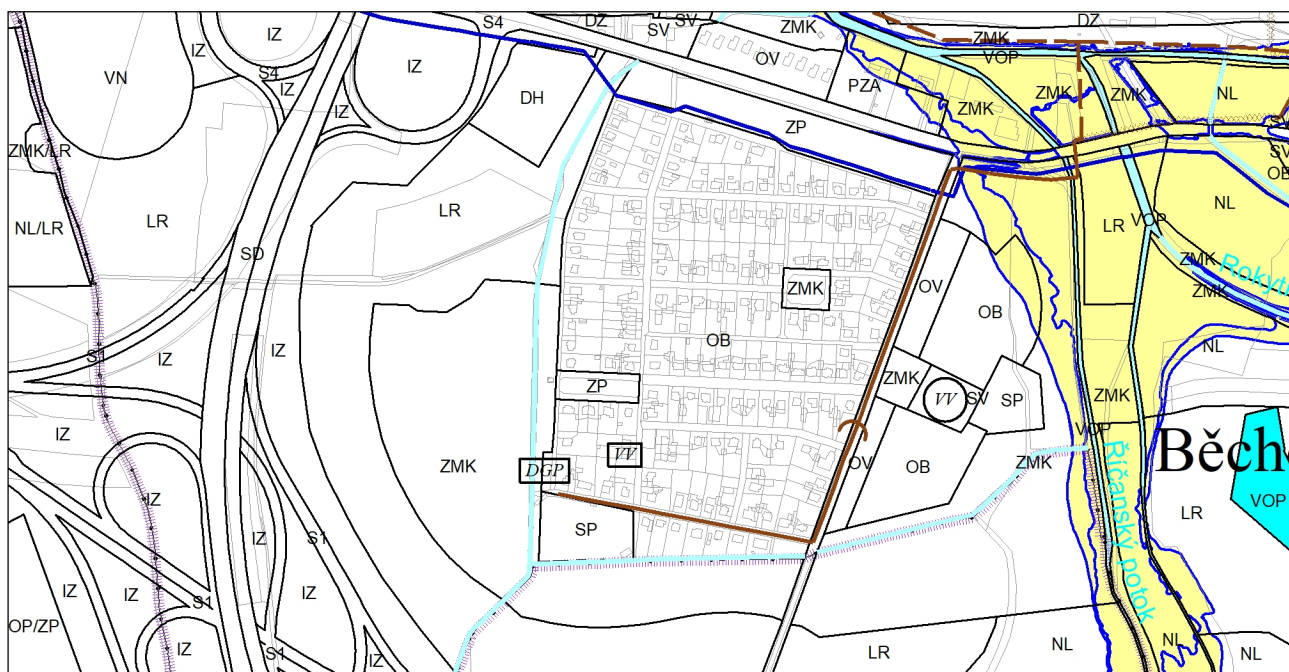 S4
DZ
SV
SV
ZMK
DZ
ZMK
VOP
IZ
IZ
VN
S4
IZ
IZ
IZ
DH
OV
PZA
ZMK
ZMK
ZMK
NL
ZP
ZMK/LR
NL/LR
LR
LR
SD
SV
OB
LR
VOP
NL
ZMK
ZMK
ZMK
OV
OB
OB
NL
S1
IZ
IZ
ZP
ZMK
VV
SV
SP
ZMK
VOP
IZ
ZMK
DGP
VV
OV
OB
ZMK
Říčanský potok
LR
VOP
IZ
SP
IZ
S1
IZ
IZ
S1
IZ
OP/ZP
IZ
S1
IZ
LR
NL
NL
NL